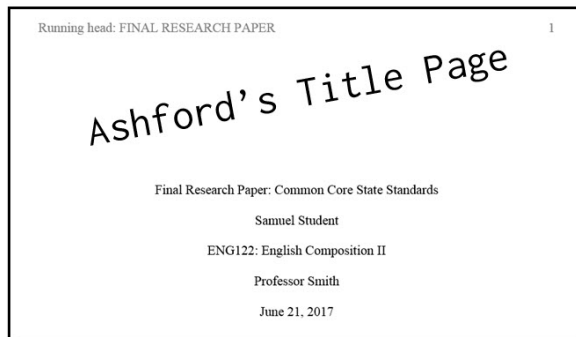 Running head: FINAL RESEARCH PAPER 1
Ashford's Title Page
Final Research Paper: Common Core State Standards
Samuel Student
ENG122: English Composition II
Professor Smith
June 21, 2017